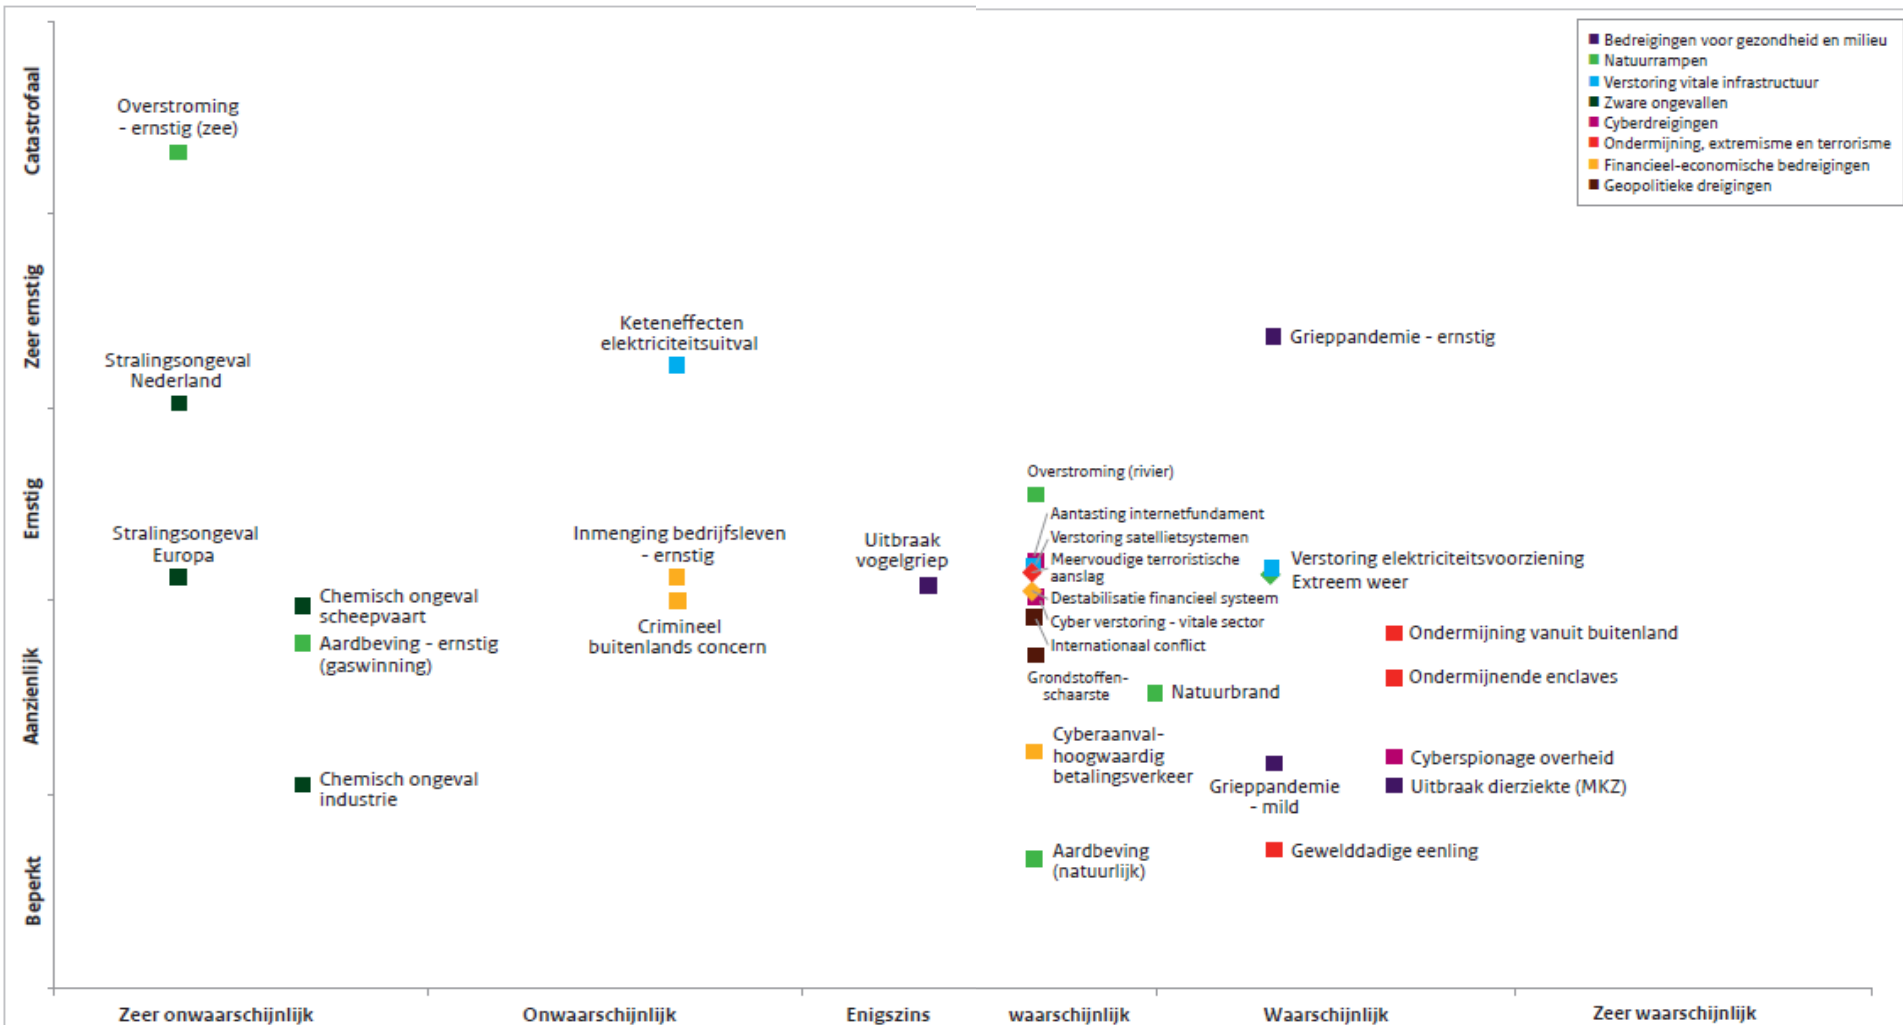 Catastrofaal
Zeer ernstig
Ernstig
Aanzienlijk
Beperkt
Bedreigingen voor gezondheid en milieu
Natuurrampen
Verstoring vitale infrastructuur
Zware ongevallen
Cyberdreigingen
Ondermijning, extremisme en terrorisme
Financieel-economische bedreigingen
Geopolitieke dreigingen
Overstroming
- ernstig (zee)
Keteneffecten
elektriciteitsuitval
Grieppandemie - ernstig
Stralingsongeval
Nederland
Overstroming (rivier)
Aantasting internetfundament
Verstoring satellietsystemen
Meervoudige terroristische
aanslag
Destabilisatie financieel systeem
Cyber verstoring - vitale sector
Internationaal conflict
Grondstoffen-
schaarste
Stralingsongeval
Europa
Inmenging bedrijfsleven
- ernstig
Uitbraak
vogelgriep
Verstoring elektriciteitsvoorziening
Extreem weer
Chemisch ongeval
scheepvaart
Aardbeving - ernstig
(gaswinning)
Crimineel
buitenlands concern
Ondermijning vanuit buitenland
Ondermijnende enclaves
Natuurbrand
Cyberaanval-
hoogwaardig
betalingsverkeer
Cyberspionage overheid
Uitbraak dierziekte (MKZ)
Grieppandemie
- mild
Chemisch ongeval
industrie
Aardbeving
(natuurlijk)
Gewelddadige eenling
Zeer onwaarschijnlijk
Onwaarschijnlijk
Enigszins waarschijnlijk
Waarschijnlijk
Zeer waarschijnlijk